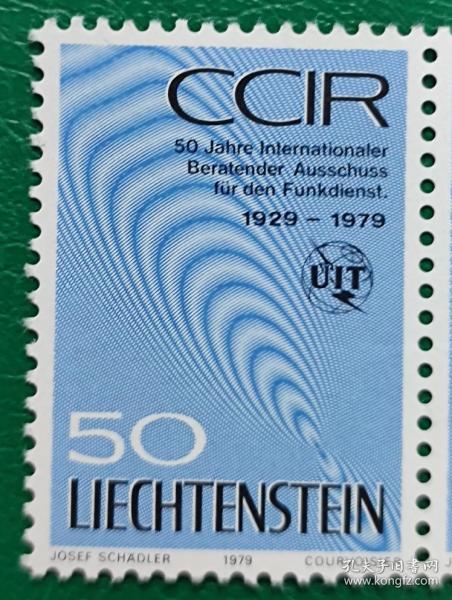 CCIR
50 Jahre Internationaler
Beratender Ausschuss
für den Funkdienst.
1929 – 1979
UIT
50
LIECHTENSTEIN
JOSEF SCHÄDLER 1979 COURVOISIER
孔夫子旧书网
www.kongfz.com